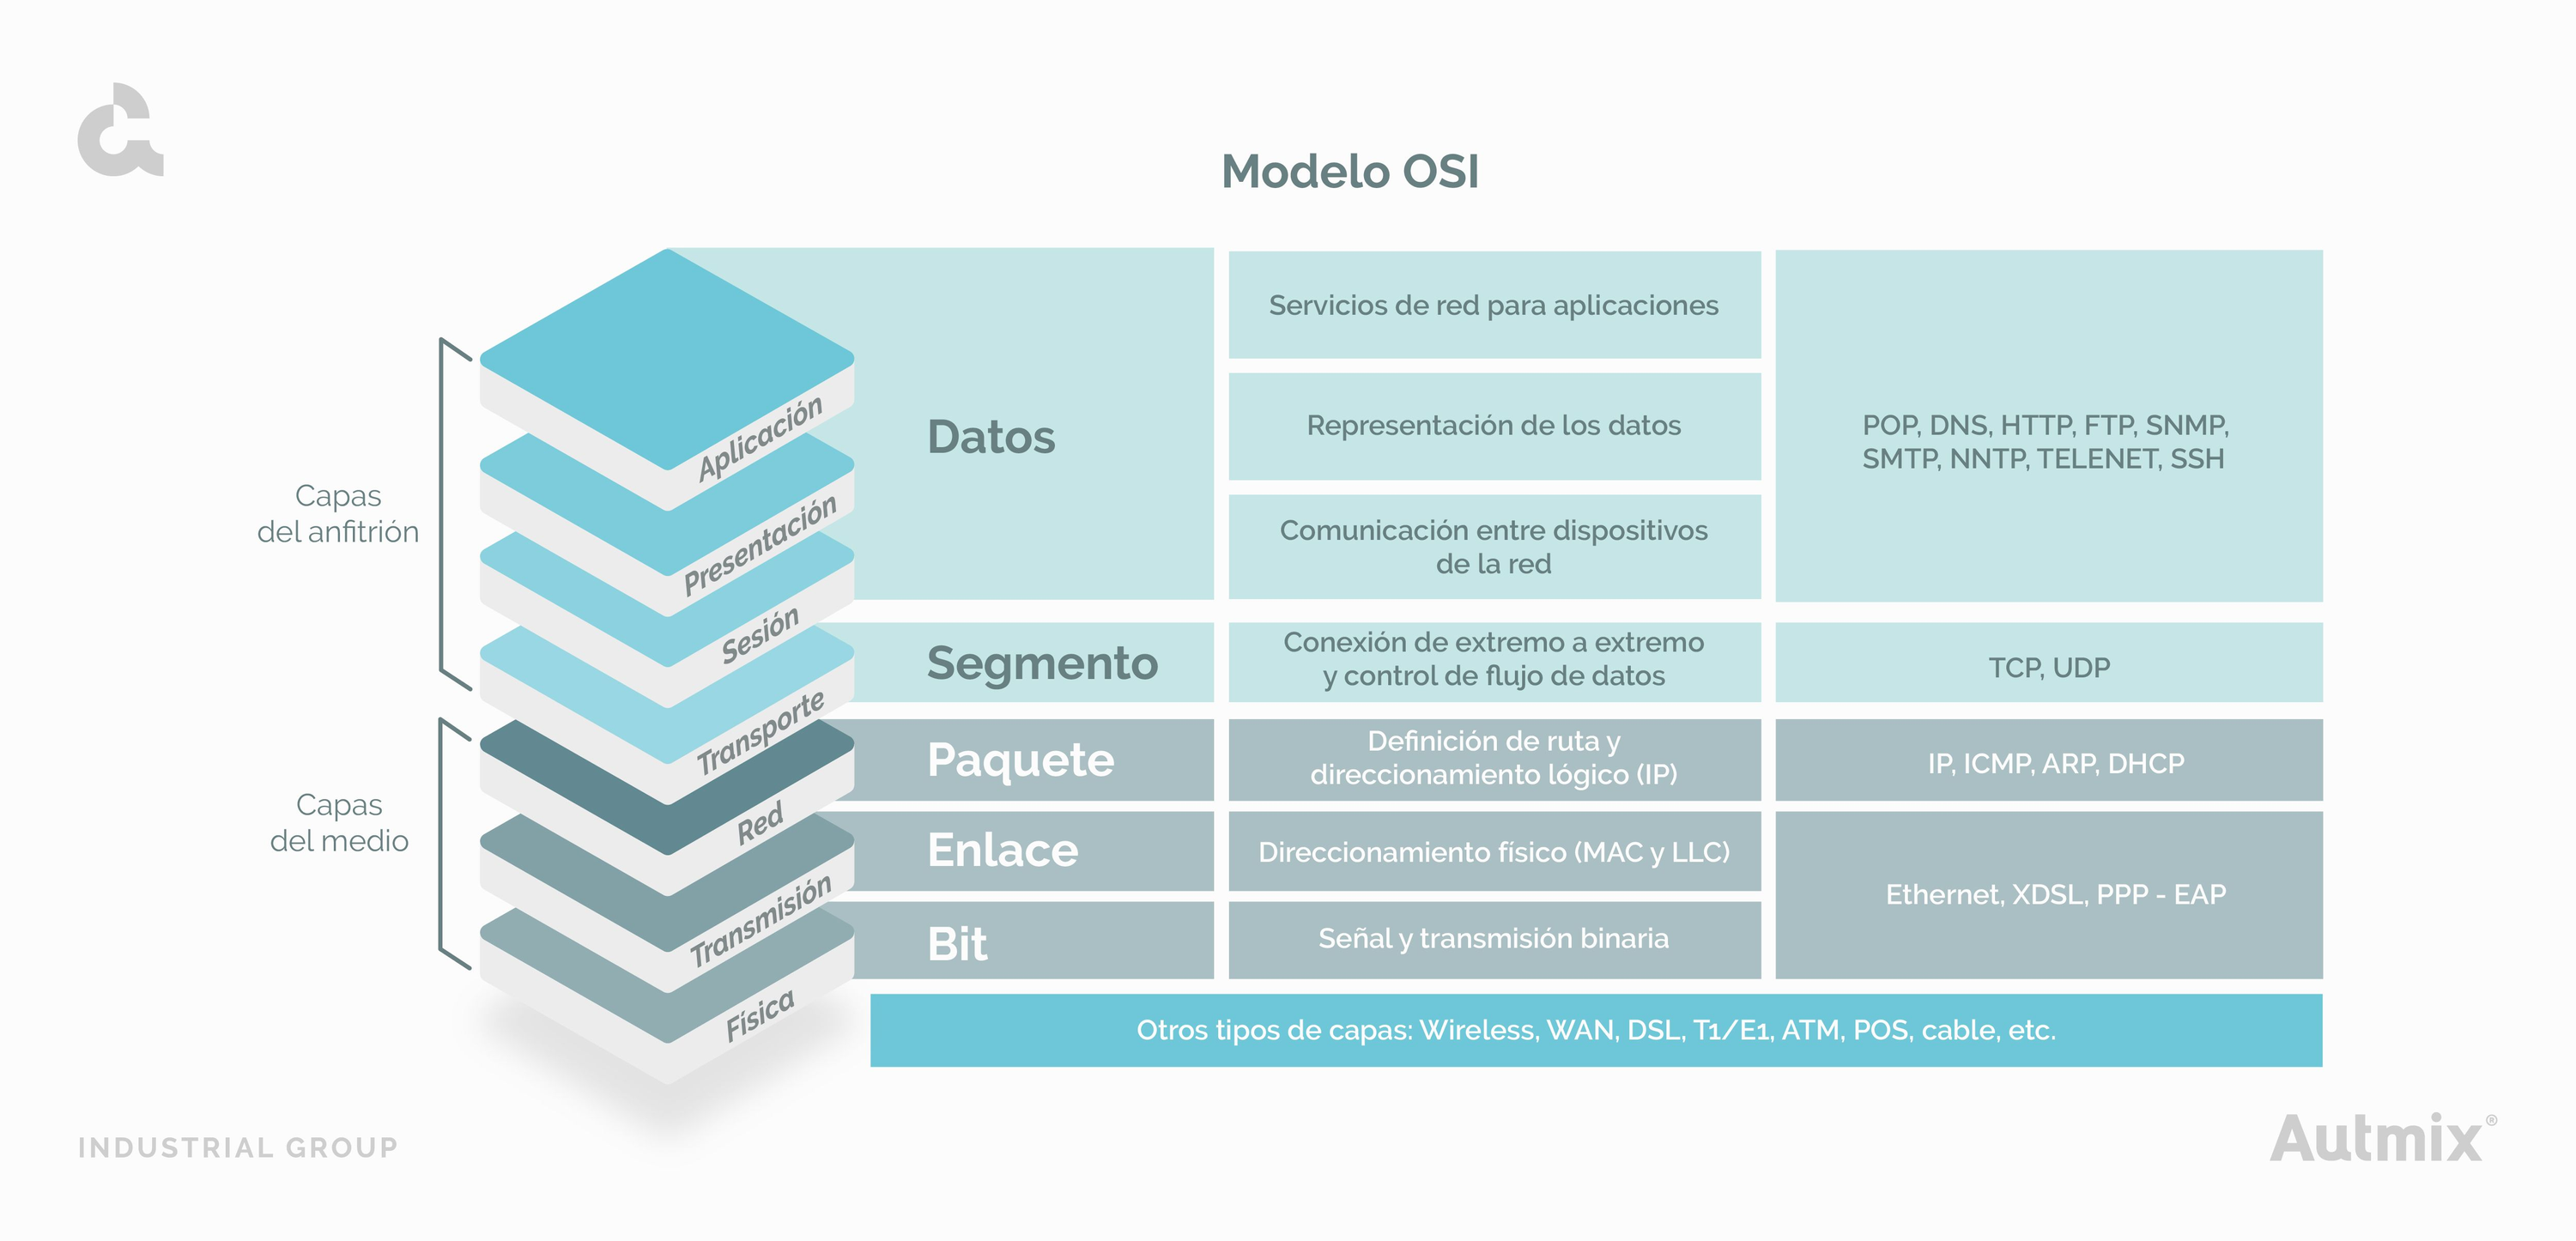 Modelo OSI
Capas
del anfitrión
Capas
del medio
Aplicación
Presentación
Sesión
Transporte
Red
Transmisión
Física
Datos
Servicios de red para aplicaciones
Representación de los datos
Comunicación entre dispositivos
de la red
POP, DNS, HTTP, FTP, SNMP,
SMTP, NNTP, TELENET, SSH
Segmento
Conexión de extremo a extremo
y control de flujo de datos
TCP, UDP
Paquete
Definición de ruta y
direccionamiento lógico (IP)
IP, ICMP, ARP, DHCP
Enlace
Direccionamiento físico (MAC y LLC)
Ethernet, XDSL, PPP - EAP
Bit
Señal y transmisión binaria
Otros tipos de capas: Wireless, WAN, DSL, T1/E1, ATM, POS, cable, etc.
INDUSTRIAL GROUP
Autmix®